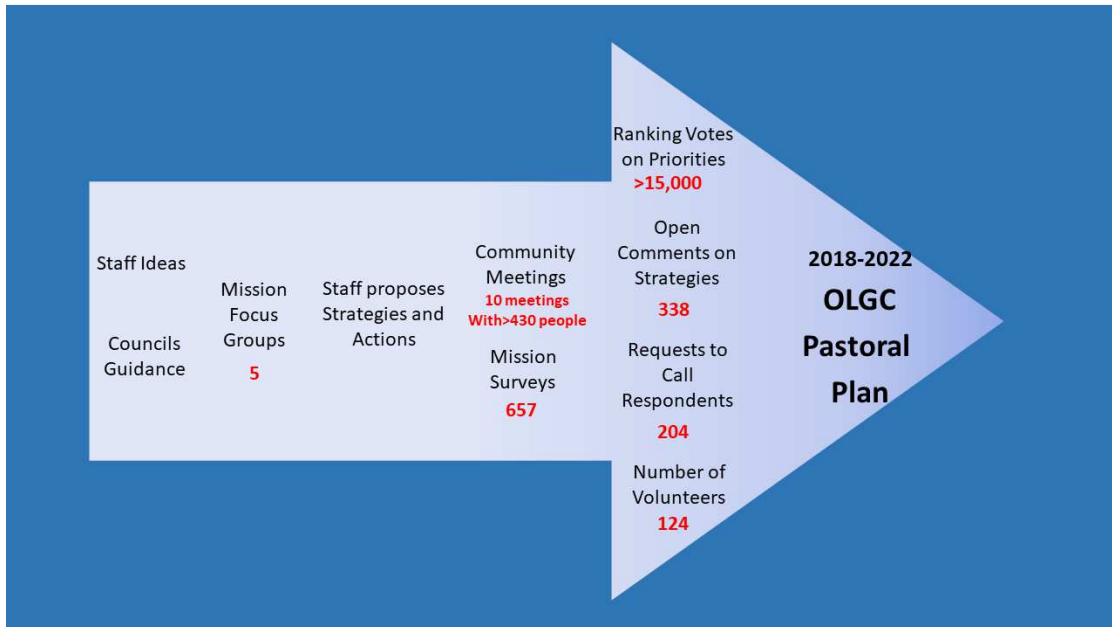 Staff Ideas
Councils
Guidance
Mission
Focus
Groups
5
Staff proposes
Strategies and
Actions
Community
Meetings
10 meetings
With>430 people
Mission
Surveys
657
Ranking Votes
on Priorities
>15,000
Open
Comments on
Strategies
338
Requests to
Call
Respondents
204
Number of
Volunteers
124
2018-2022
OLGC
Pastoral
Plan